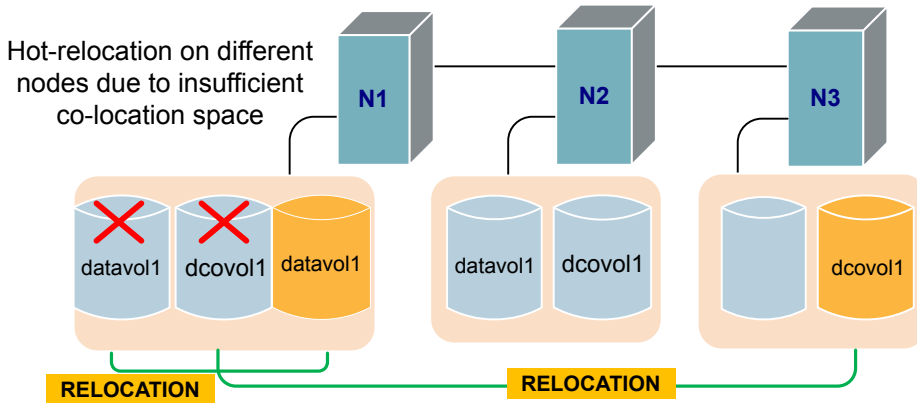 Hot-relocation on different
nodes due to insufficient
co-location space
N1
N2
N3
datavol1
dcovol1
datavol1
datavol1
dcovol1
dcovol1
RELOCATION
RELOCATION